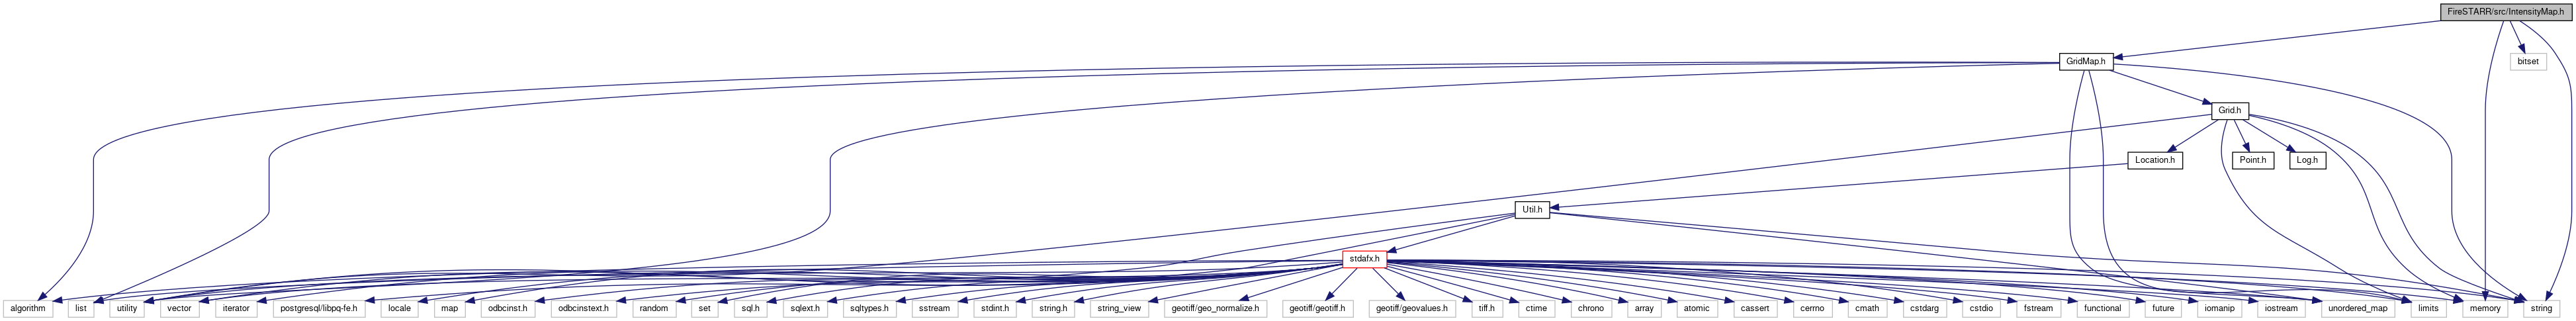 FireSTARR/src/IntensityMap.h
GridMap.h
bitset
Grid.h
Location.h
Point.h
Log.h
Util.h
stdafx.h
algorithm
list
utility
vector
iterator
postgresql/libpq-fe.h
locale
map
odbcinst.h
odbcinstext.h
random
set
sql.h
sqlext.h
sqltypes.h
sstream
stdint.h
string.h
string_view
geotiff/geo_normalize.h
geotiff/geotiff.h
geotiff/geovalues.h
tiff.h
ctime
chrono
array
atomic
cassert
cerrno
cmath
cstdarg
cstdio
fstream
functional
future
iomanip
iostream
unordered_map
limits
memory
string